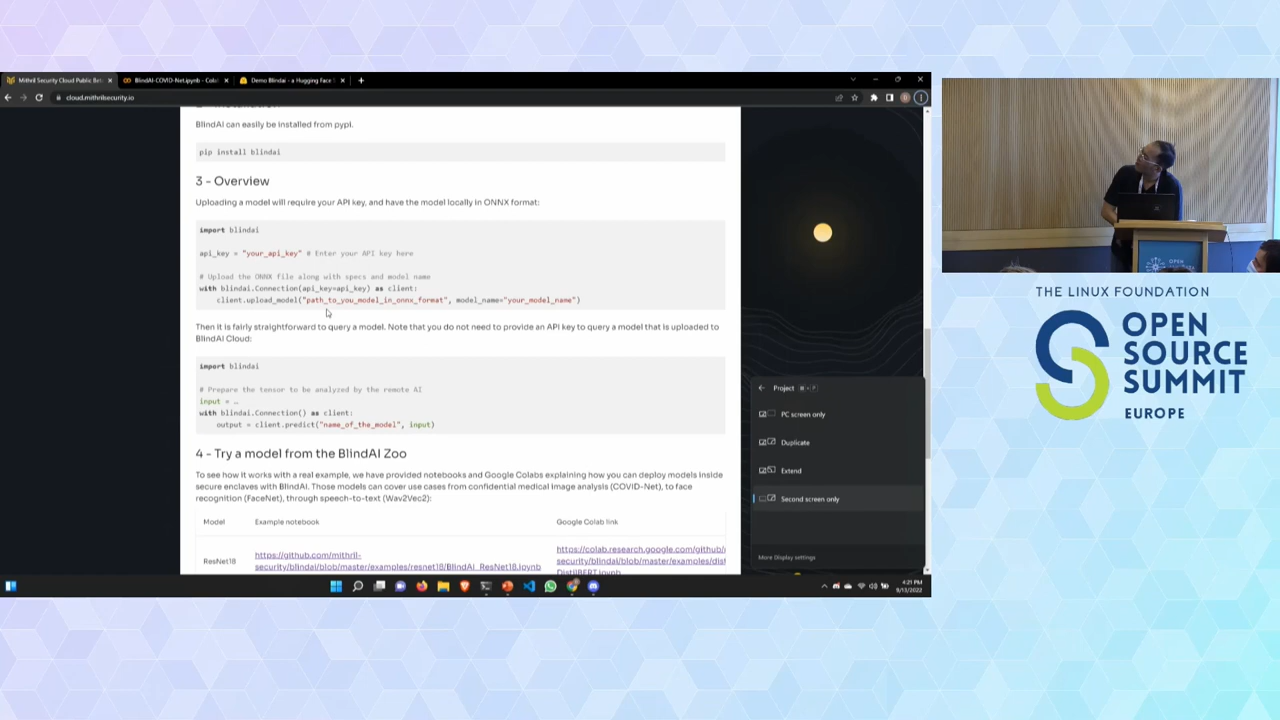 Mithril Security Cloud Public Be
BlindAI-COVID-Net.ipynb - Cola
Demo Blindai - a Hugging Face
cloud.mithrilsecurity.io
BlindAI can easily be installed from pypi.
pip install blindai
3 - Overview
Uploading a model will require your API key, and have the model locally in ONNX format:
import blindai
api_key = "your_api_key" # Enter your API key here
# Upload the ONNX file along with specs and model name
with blindai.Connection(api_key=api_key) as client:
client.upload_model("path_to_you_model_in_onnx_format", model_name="your_model_name")
Then it is fairly straightforward to query a model. Note that you do not need to provide an API key to query a model that is uploaded to
BlindAI Cloud:
import blindai
# Prepare the tensor to be analyzed by the remote AI
input = …
with blindai.Connection() as client:
output = client.predict("name_of_the_model", input)
4 - Try a model from the BlindAI Zoo
To see how it works with a real example, we have provided notebooks and Google Colabs explaining how you can deploy models inside
secure enclaves with BlindAI. Those models can cover use cases from confidential medical image analysis (COVID-Net), to face
recognition (FaceNet), through speech-to-text (Wav2Vec2):
Model Example notebook Google Colab link
ResNet18
https://github.com/mithril-
security/blindai/blob/master/examples/resnet18/BlindAI_ResNet18.ipynb
https://colab.research.google.com/github/
security/blindai/blob/master/examples/dis
DistilBERT.ipynb
Project
PC screen only
Duplicate
Extend
Second screen only
More Display settings
4:21 PM
9/13/2022
OPEN
THE LINUX FOUNDATION
OPEN
SOURCE
SUMMIT
EUROPE